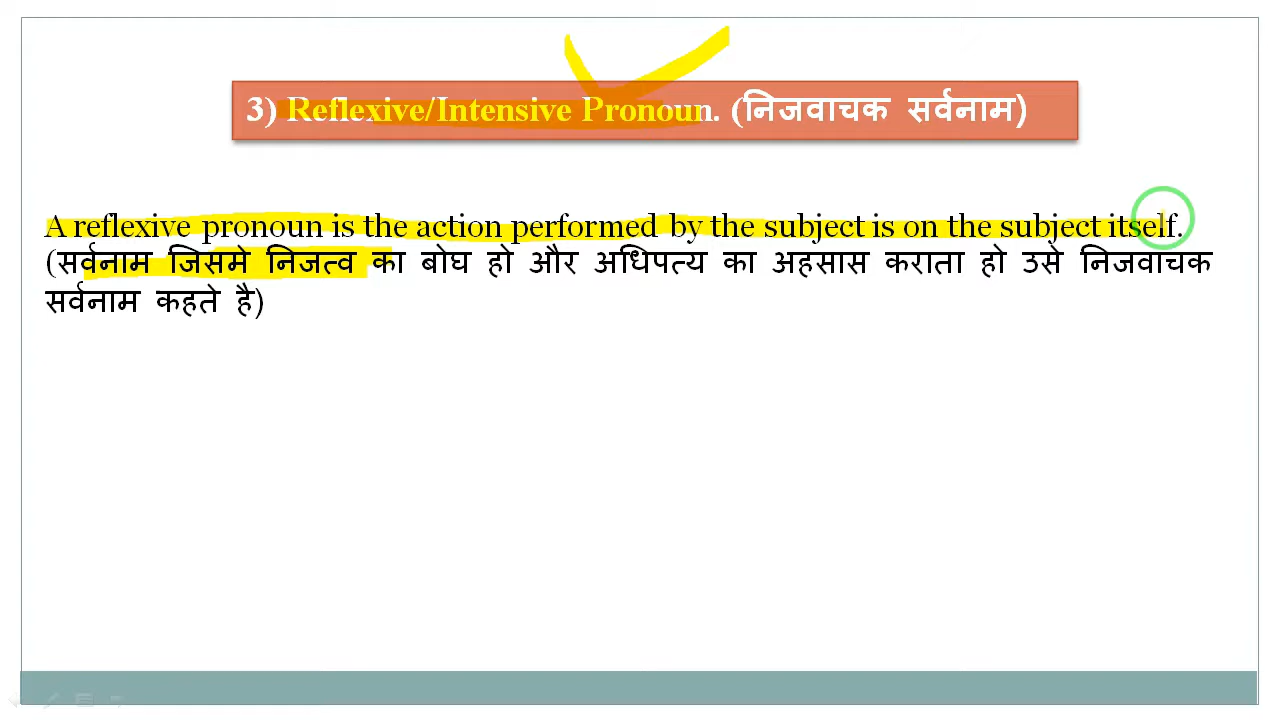 3) Reflexive/Intensive Pronoun. (निजवाचक सर्वनाम)
A reflexive pronoun is the action performed by the subject is on the subject itself.
(सर्वनाम जिसमे निजत्व का बोघ हो और अधिपत्य का अहसास कराता हो उसे निजवाचक
सर्वनाम कहते है)